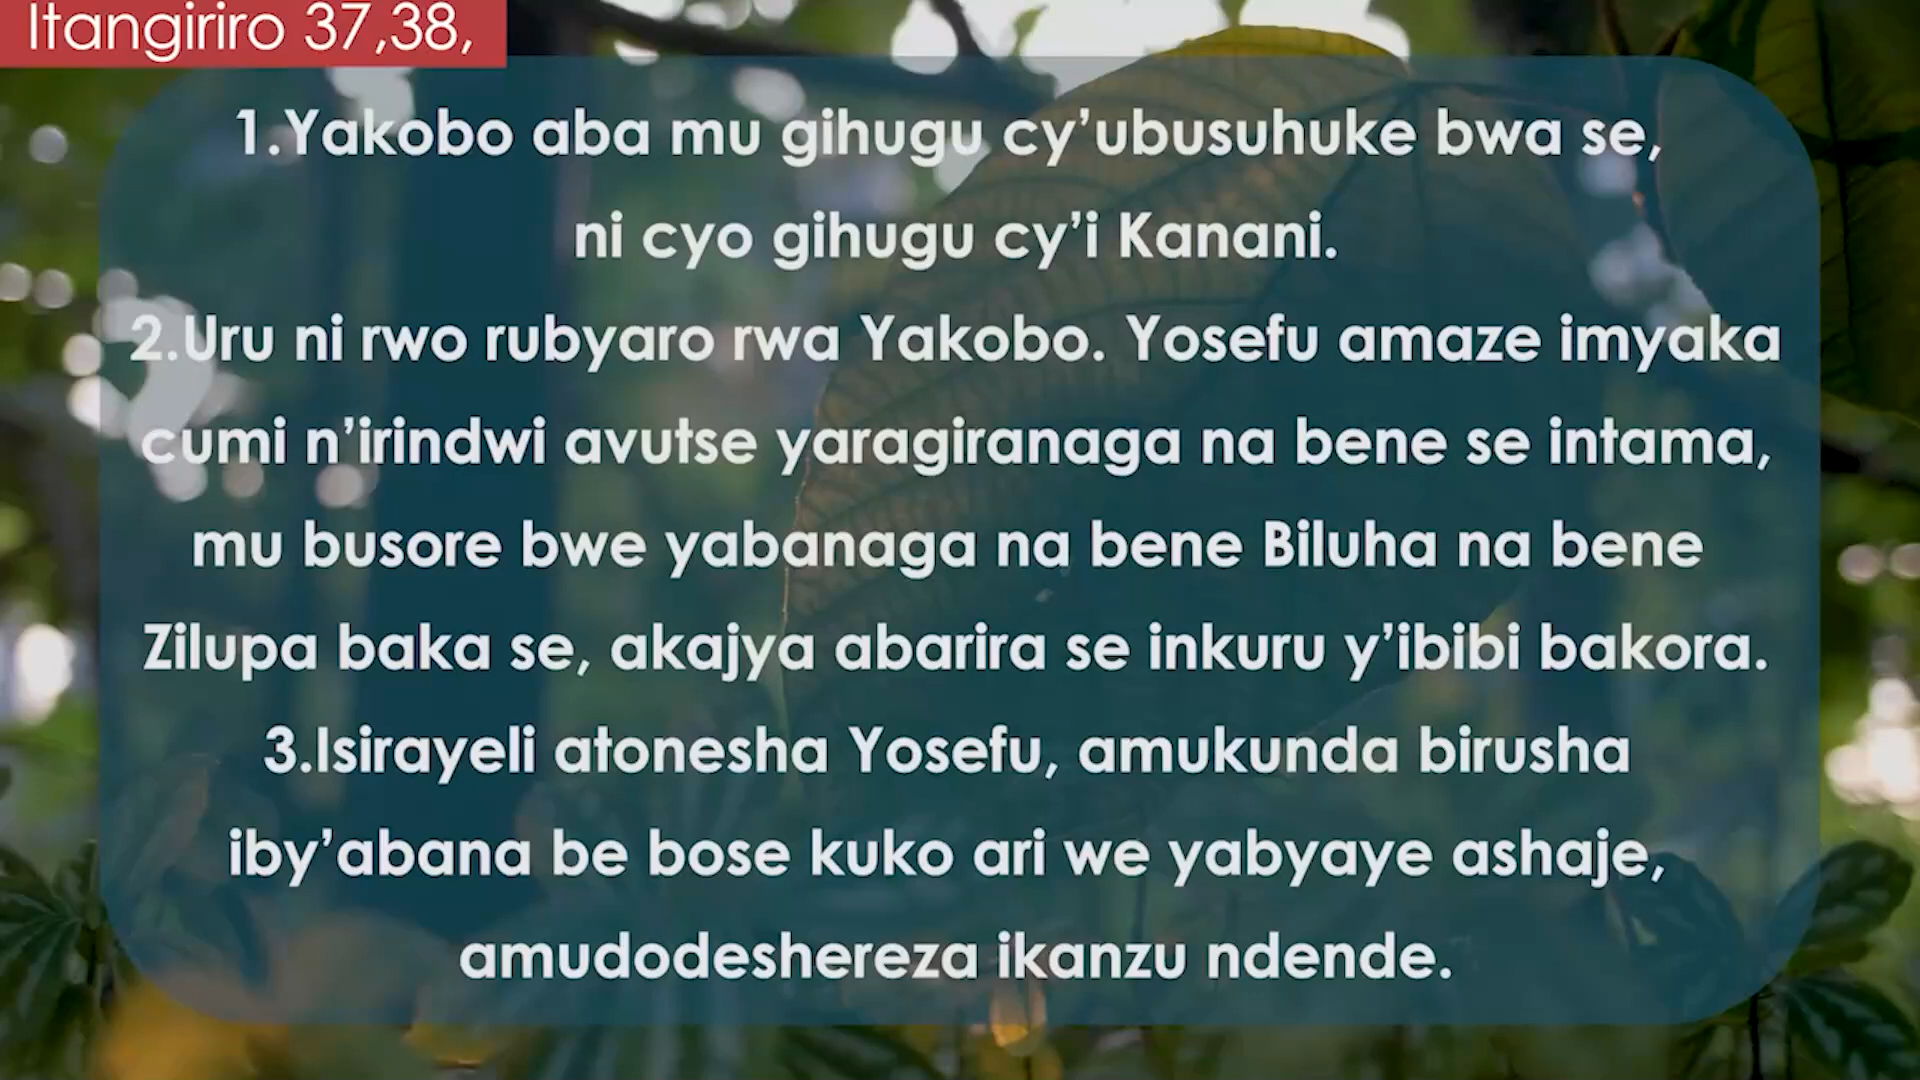 Itangiriro 37,38,
1.Yakobo aba mu gihugu cy’ubusuhuke bwa se,
ni cyo gihugu cy’i Kanani.
2.Uru ni rwo rubyaro rwa Yakobo. Yosefu amaze imyaka
cumi n’irindwi avutse yaragiranaga na bene se intama,
mu busore bwe yabanaga na bene Biluha na bene
Zilupa baka se, akajya abarira se inkuru y’ibibi bakora.
3.Isirayeli atonesha Yosefu, amukunda birusha
iby’abana be bose kuko ari we yabyaye ashaje,
amudodeshereza ikanzu ndende.